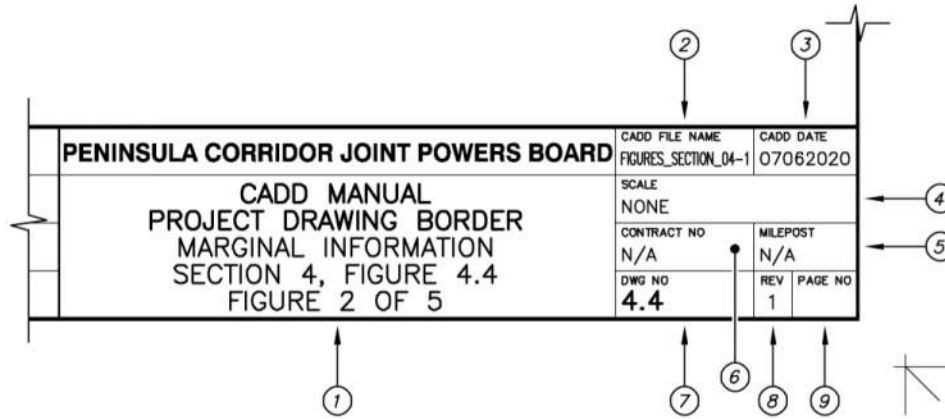 2
3
PENINSULA CORRIDOR JOINT POWERS BOARD
CADD FILE NAME
FIGURES_SECTION_04-1
CADD DATE
07062020
CADD MANUAL
PROJECT DRAWING BORDER
MARGINAL INFORMATION
SECTION 4, FIGURE 4.4
FIGURE 2 OF 5
SCALE
NONE
4
CONTRACT NO
N/A
MILEPOST
N/A
5
DWG NO
4.4
REV
1
PAGE NO
6
1
7
8
9